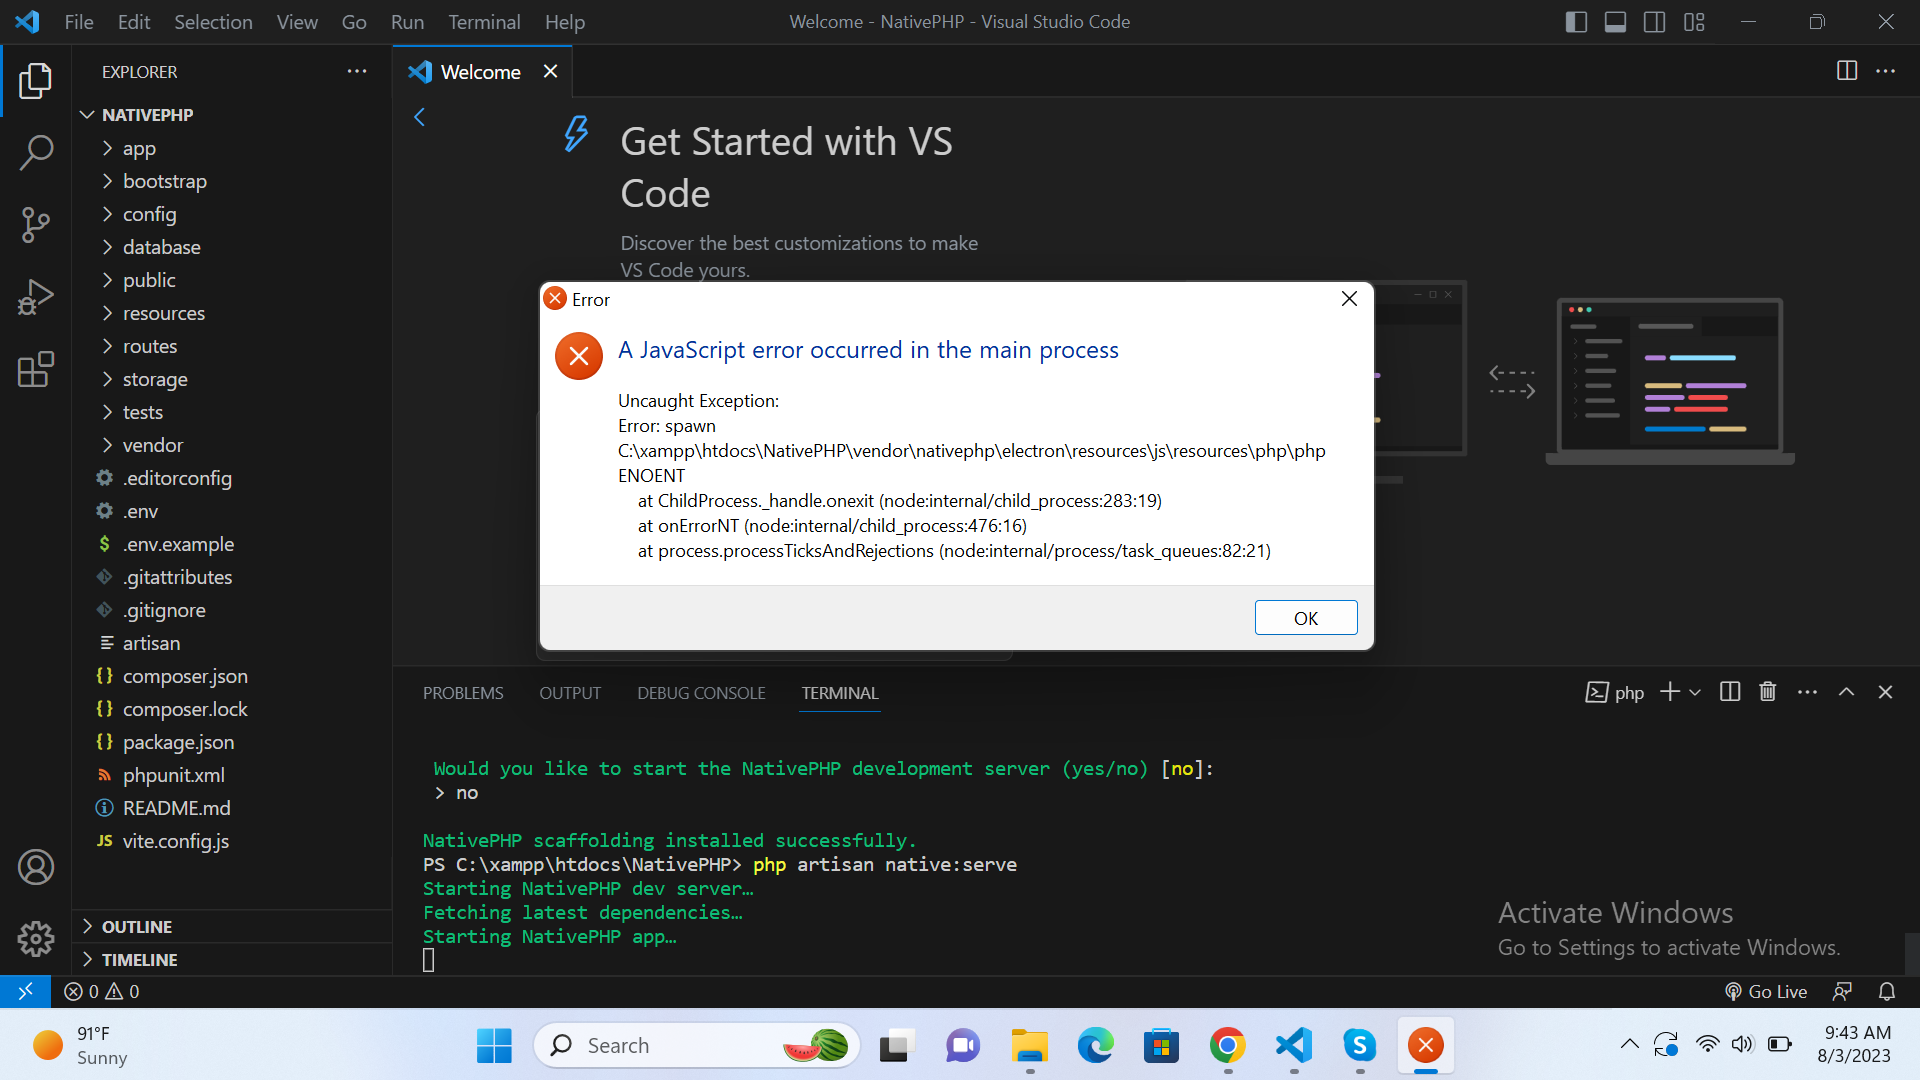 File Edit Selection View Go Run Terminal Help
Welcome - NativePHP - Visual Studio Code
EXPLORER
NATIVEPHP
app
bootstrap
config
database
public
resources
routes
storage
tests
vendor
.editorconfig
.env
.env.example
.gitattributes
.gitignore
artisan
composer.json
composer.lock
package.json
phpunit.xml
README.md
JS vite.config.js
OUTLINE
TIMELINE
Welcome
Get Started with VS
Code
Discover the best customizations to make
VS Code yours.
Error
A JavaScript error occurred in the main process
Uncaught Exception:
Error: spawn
C:\xampp\htdocs\NativePHP\vendor\nativephp\electron\resources\js\resources\php\php
ENOENT
at ChildProcess._handle.onexit (node:internal/child_process:283:19)
at onErrorNT (node:internal/child_process:476:16)
at process.processTicksAndRejections (node:internal/process/task_queues:82:21)
OK
PROBLEMS OUTPUT DEBUG CONSOLE TERMINAL
php
Would you like to start the NativePHP development server (yes/no) [no]:
> no
NativePHP scaffolding installed successfully.
PS C:\xampp\htdocs\NativePHP> php artisan native:serve
Starting NativePHP dev server…
Fetching latest dependencies…
Starting NativePHP app…
Activate Windows
Go to Settings to activate Windows.
0 0
Go Live
91°F
Sunny
Search
9:43 AM
8/3/2023